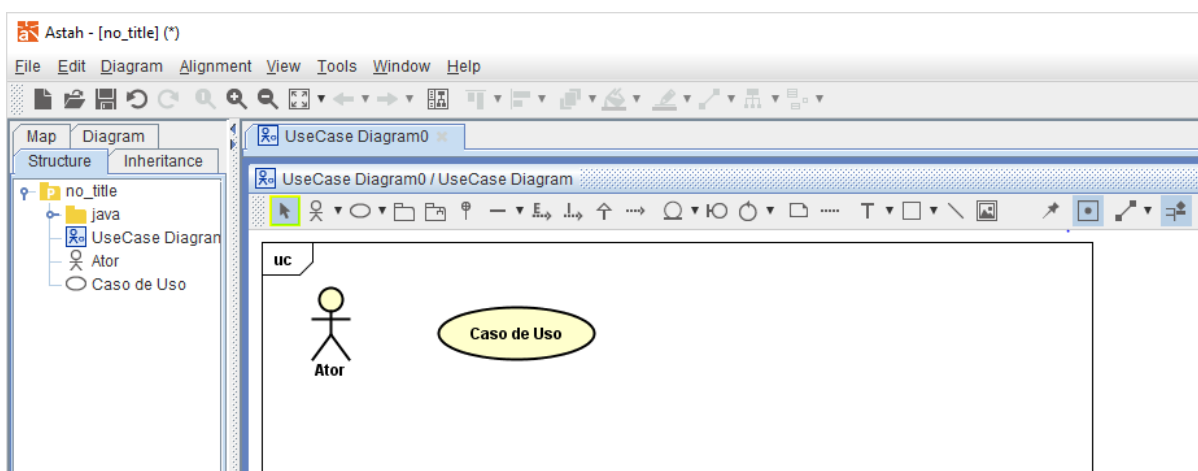 Astah - [no_title] (*)
File Edit Diagram Alignment View Tools Window Help
Map Diagram
Structure Inheritance
no_title
java
UseCase Diagran
Ator
Caso de Uso
UseCase Diagram0
UseCase Diagram0 / UseCase Diagram
uc
Ator
Caso de Uso